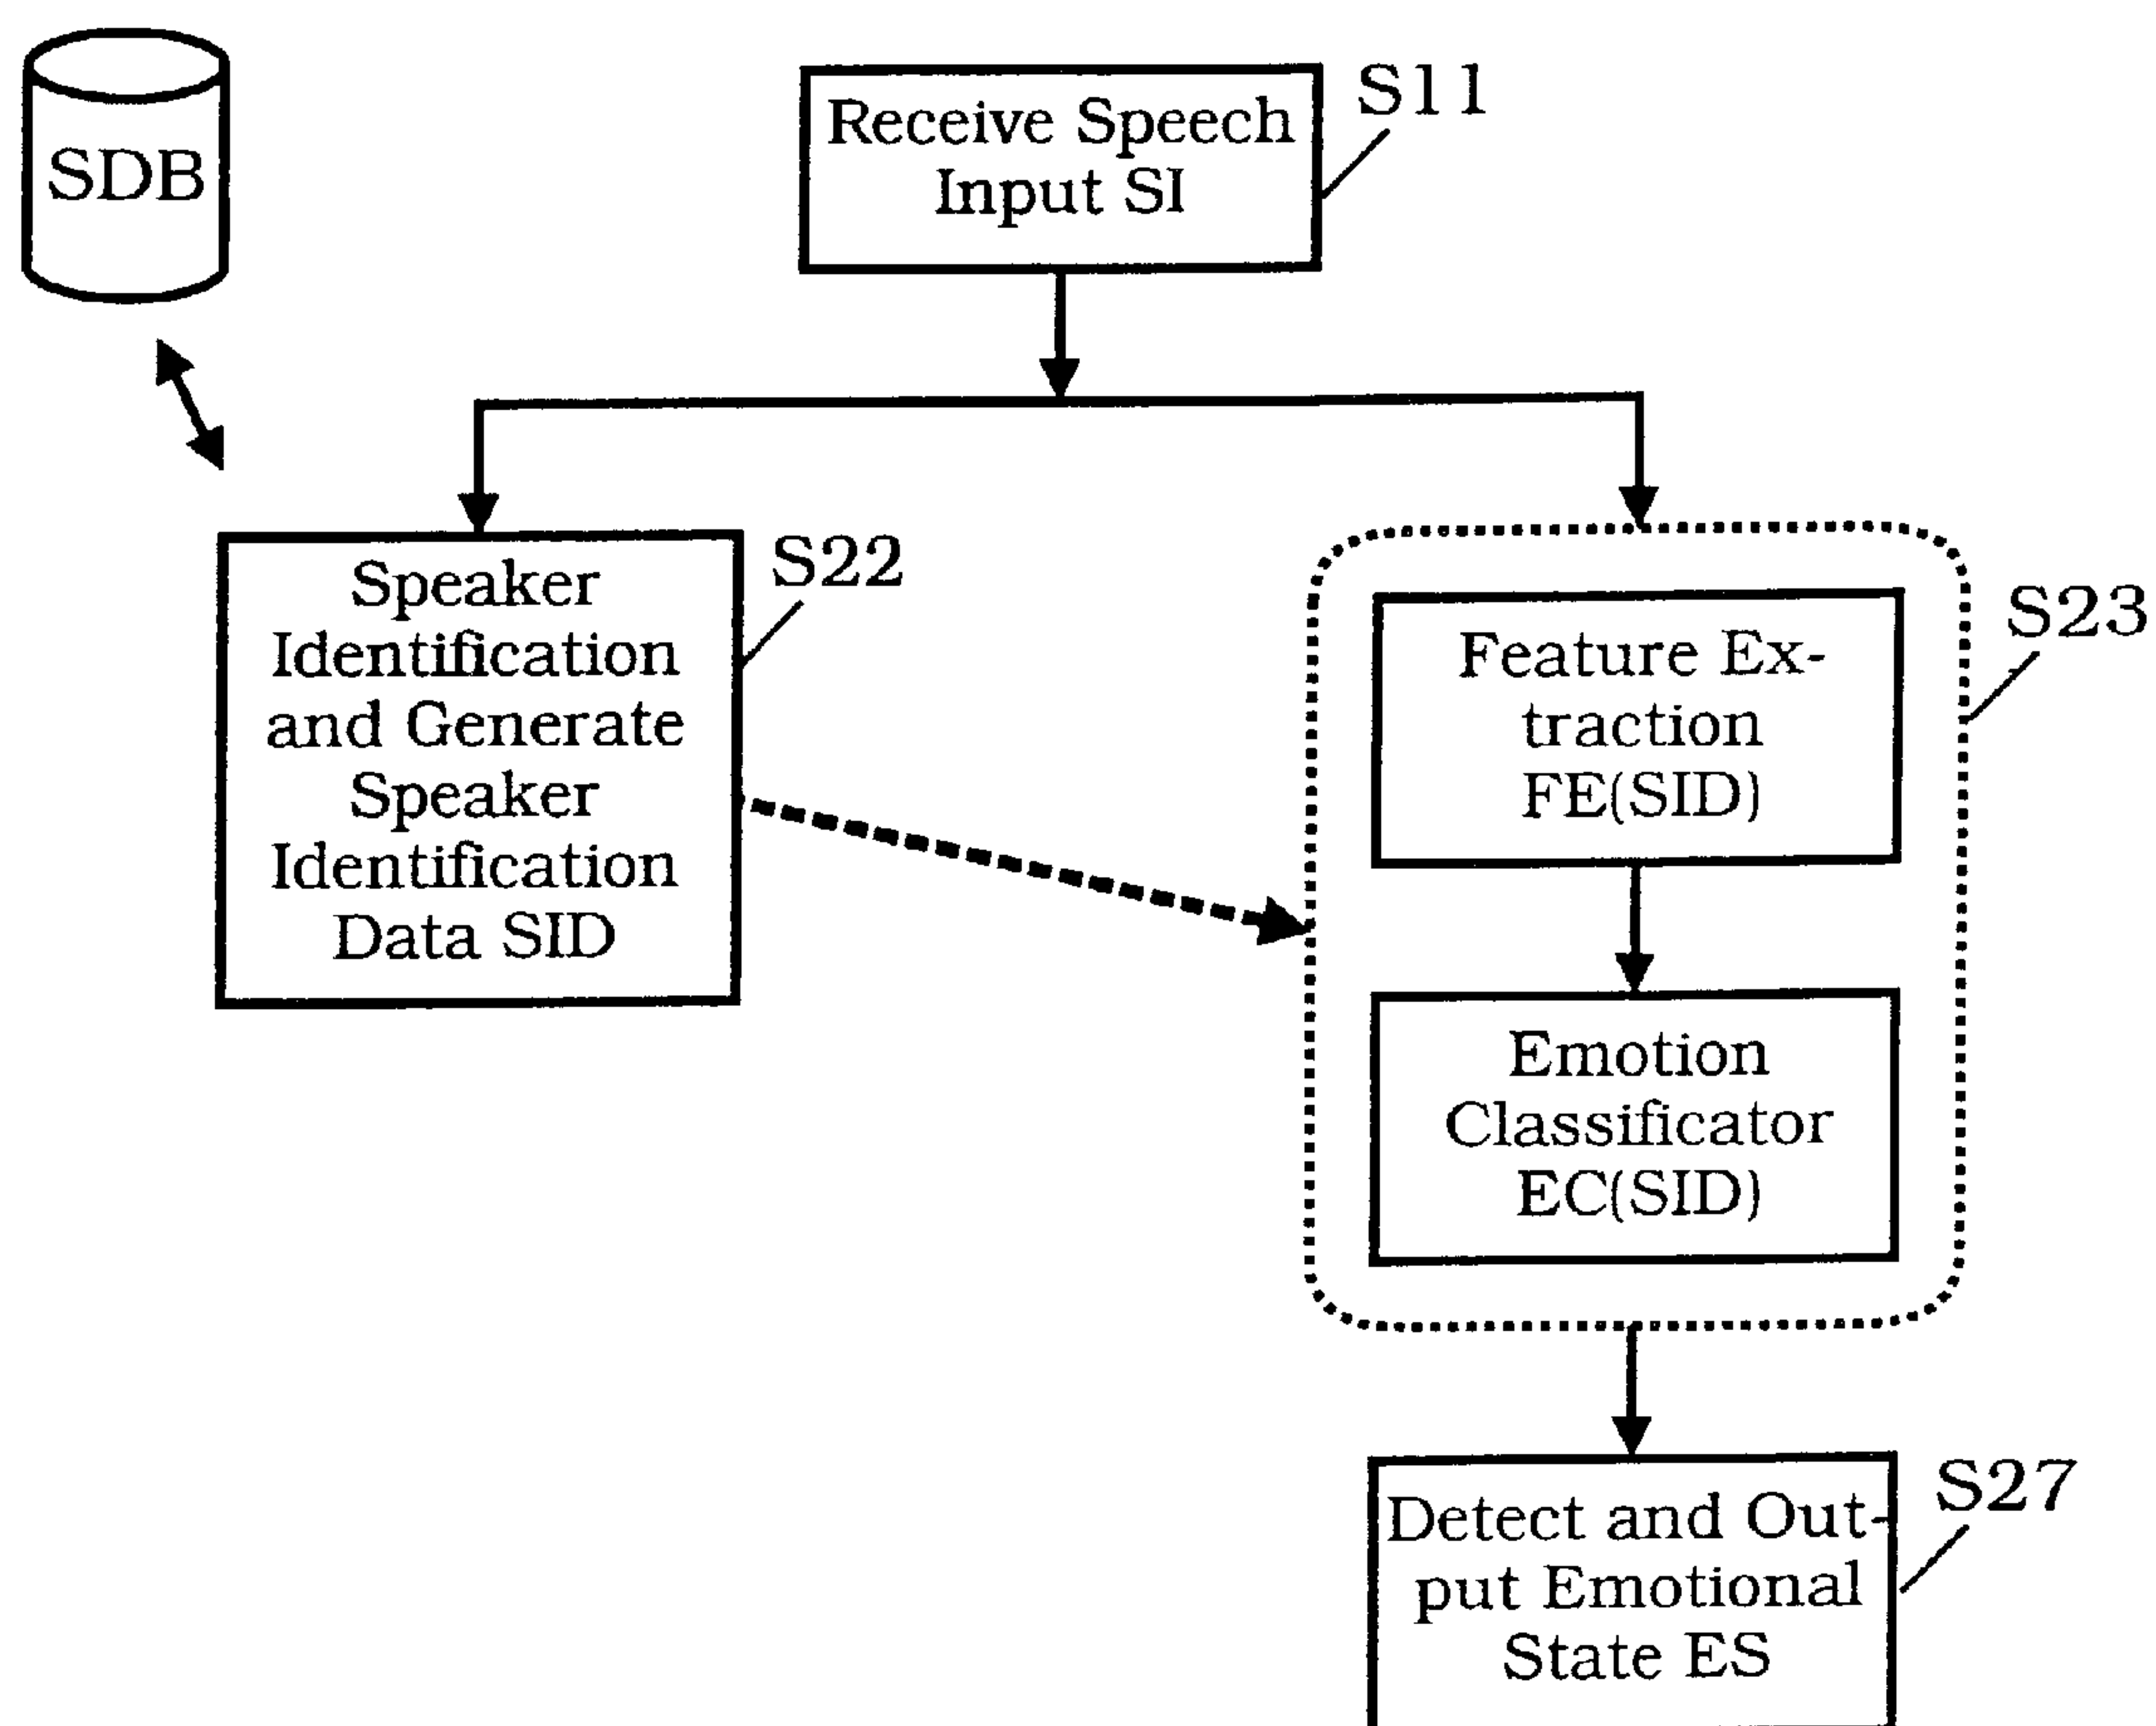 SDB
Receive Speech
Input SI
S11
Speaker
Identification
and Generate
Speaker
Identification
Data SID
S22
Feature Ex-
traction
FE(SID)
S23
Emotion
Classificator
EC(SID)
Detect and Out-
put Emotional
State ES
S27